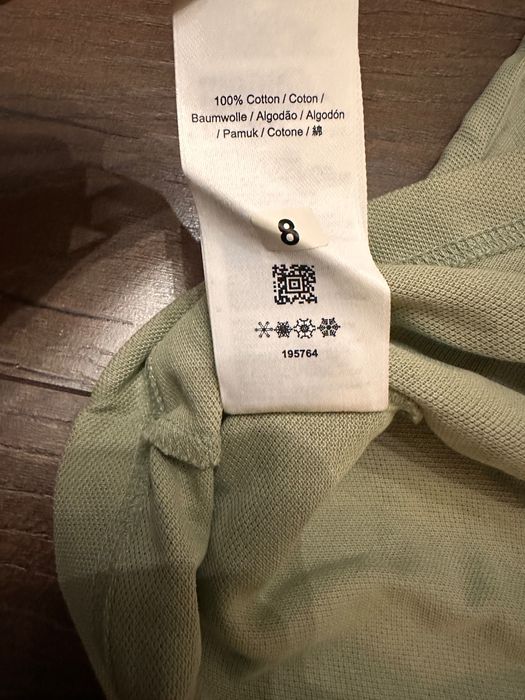 100% Cotton / Coton /
Baumwolle / Algodão / Algodón
/ Pamuk / Cotone / 綿
8
195764